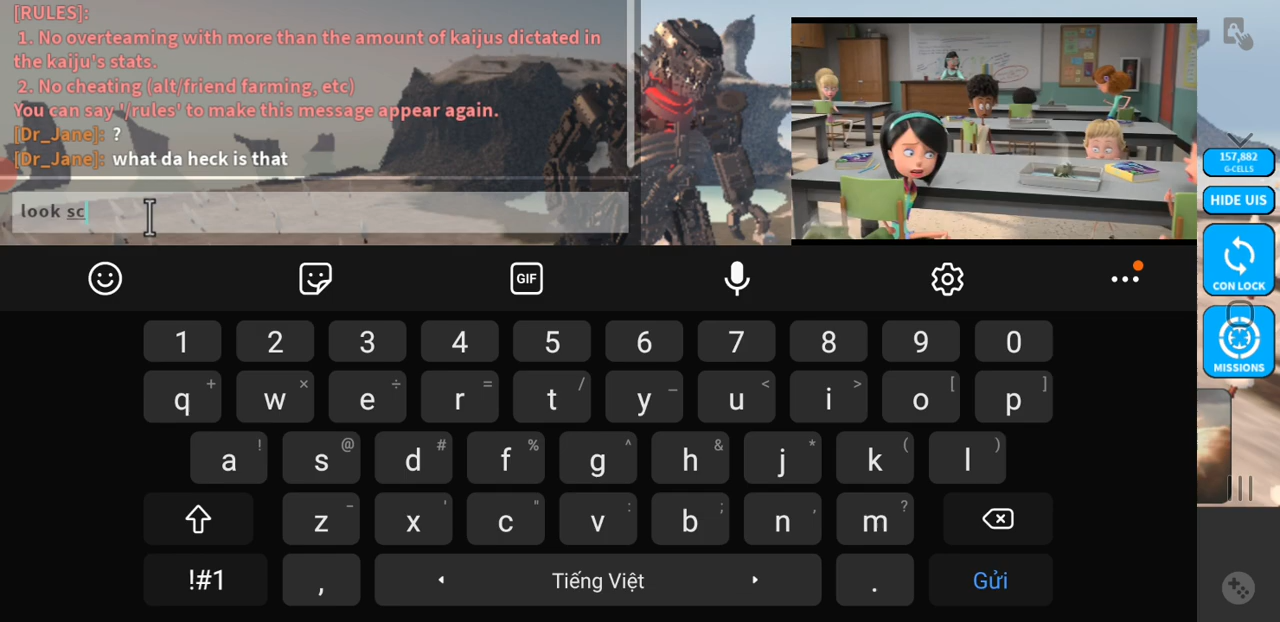 [RULES]:
1. No overteaming with more than the amount of kaijus dictated in
the kaiju's stats.
2. No cheating (alt/friend farming, etc)
You can say '/rules' to make this message appear again.
[Dr_Jane]: ?
[Dr_Jane]: what da heck is that
look sc
157,882
G-CELLS
HIDE UIS
CON LOCK
MISSIONS
GIF
1 2 3 4 5 6 7 8 9 0
q + w × e ÷ r = t / y _ u < i > o [ p ]
a ! s @ d # f % g ^ h & j * k ( l )
z - x ' c " v : b ; n , m ?
!#1 , Tiếng Việt . Gửi